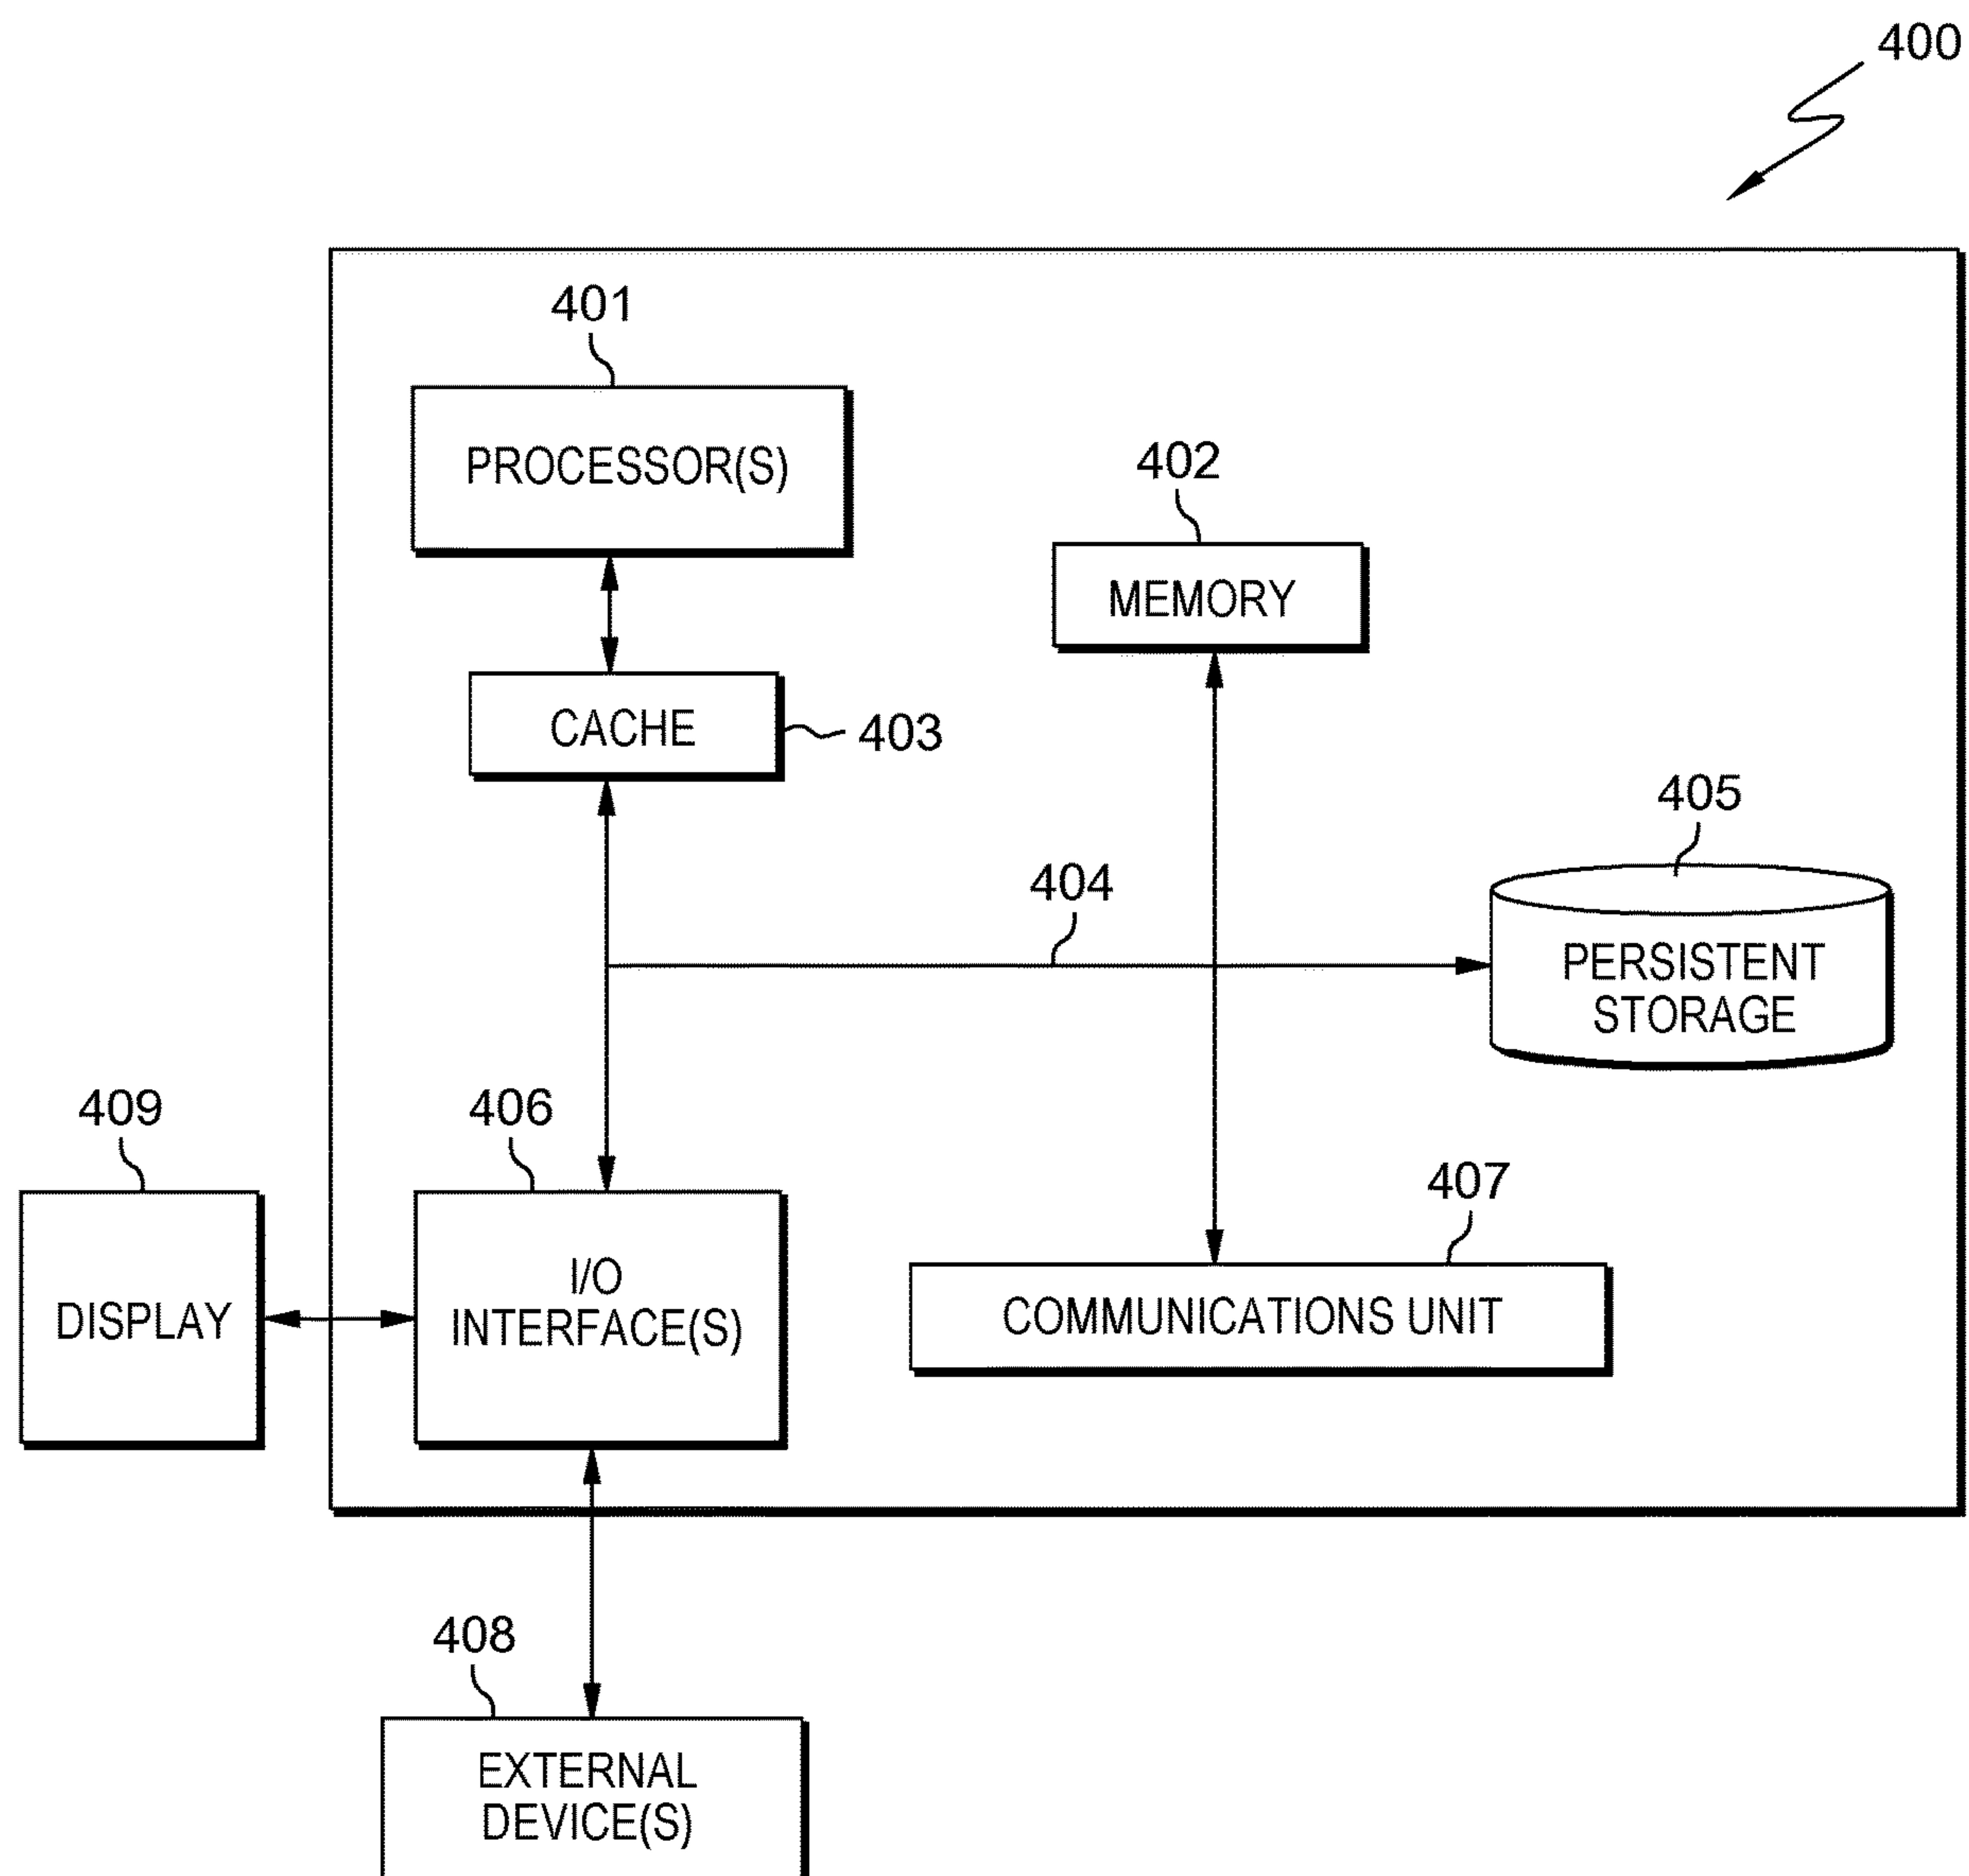 400
401
PROCESSOR(S)
402
MEMORY
CACHE
403
405
404
PERSISTENT
STORAGE
409
406
407
I/O
INTERFACE(S)
DISPLAY
COMMUNICATIONS UNIT
408
EXTERNAL
DEVICE(S)